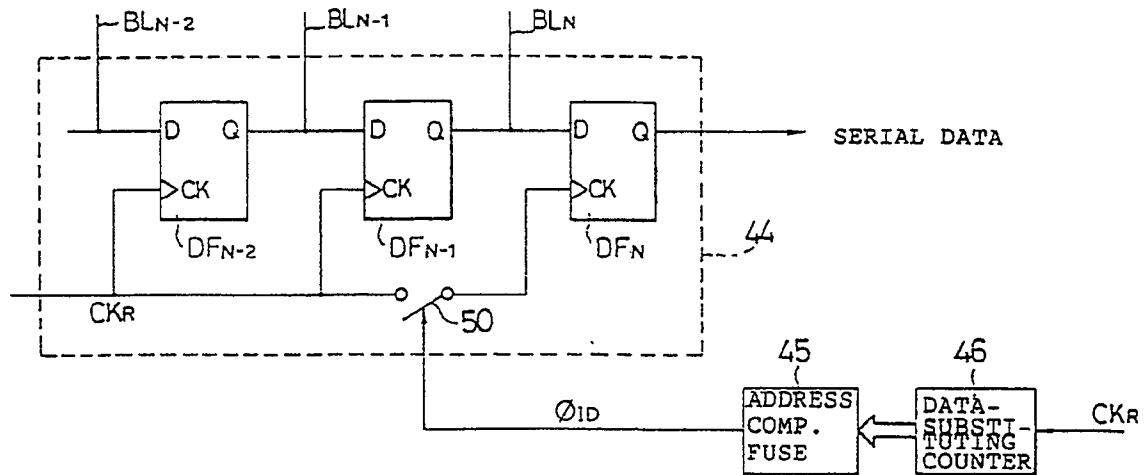 BLN-2
BLN-1
BLN
D Q
D Q
D Q
SERIAL DATA
CK
CK
CK
DFN-2
DFN-1
DFN
44
CKR
50
45
46
ØID
ADDRESS
COMP.
FUSE
DATA-
SUBSTI-
TUTING
COUNTER
CKR